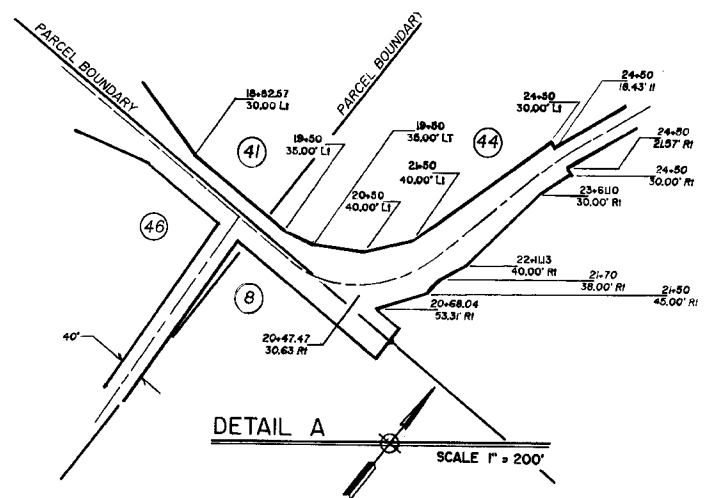 PARCEL BOUNDARY
PARCEL BOUNDARY
18+82.57
30.00 Lt
41
19+50
35.00' Lt
19+50
35.00' LT
44
24+50
30.00' Lt
24+50
18.43' lt
20+50
40.00' Lt
21+50
40.00' Lt
24+50
21.57' Rt
24+50
30.00' Rt
23+61.10
30.00' Rt
46
8
40'
22+11.13
40.00' Rt
21+70
38.00' Rt
21+50
45.00' Rt
20+68.04
53.31' Rt
20+47.47
30.63 Rt
DETAIL A
SCALE 1" = 200'